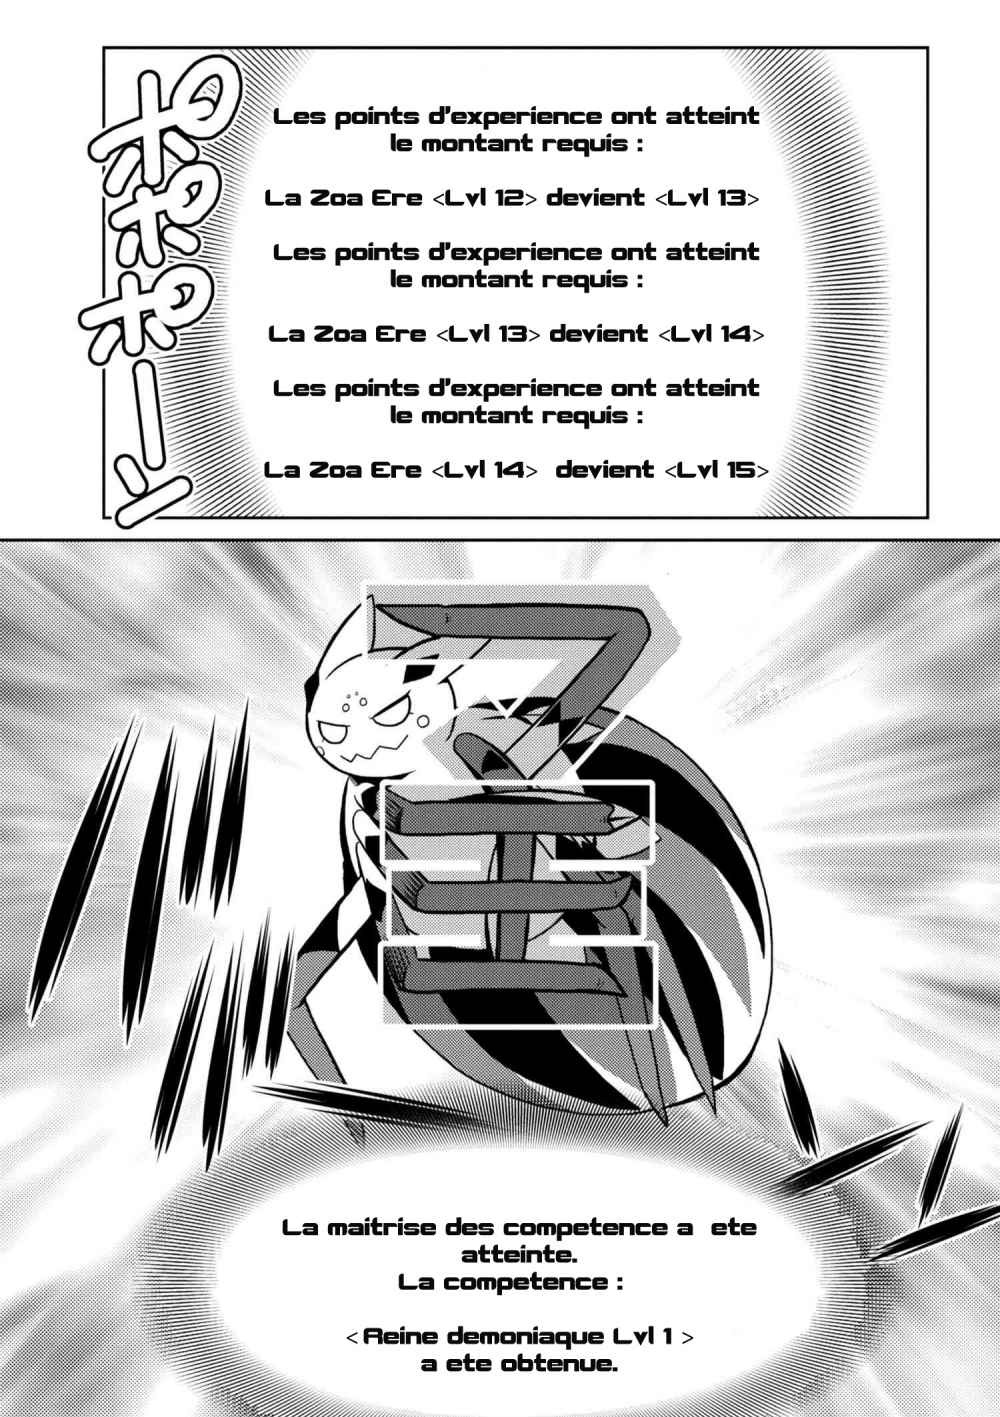 ポポポーン
Les points d'experience ont atteint
le montant requis :
La Zoa Ere <Lvl 12> devient <Lvl 13>
Les points d'experience ont atteint
le montant requis :
La Zoa Ere <Lvl 13> devient <Lvl 14>
Les points d'experience ont atteint
le montant requis :
La Zoa Ere <Lvl 14> devient <Lvl 15>
バ
La maitrise des competence a ete
atteinte.
La competence :
<Reine demoniaque Lvl 1 >
a ete obtenue.